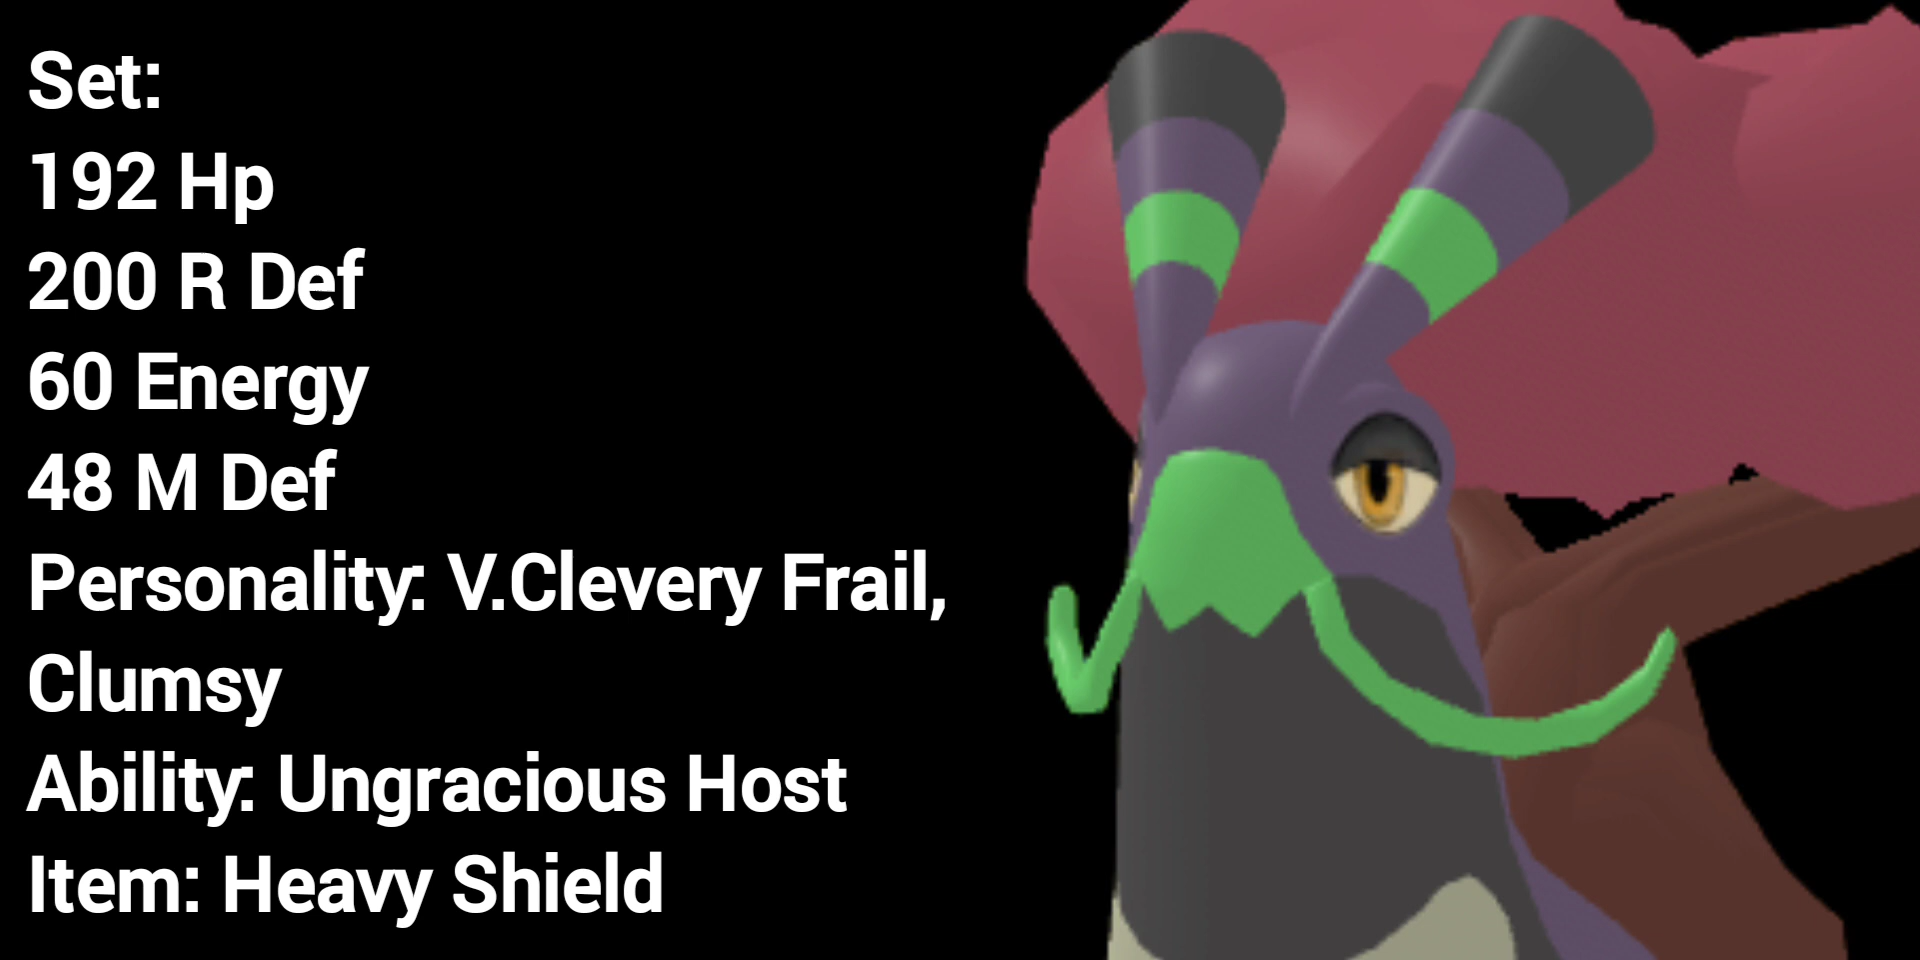 Set:
192 Hp
200 R Def
60 Energy
48 M Def
Personality: V.Clevery Frail,
Clumsy
Ability: Ungracious Host
Item: Heavy Shield